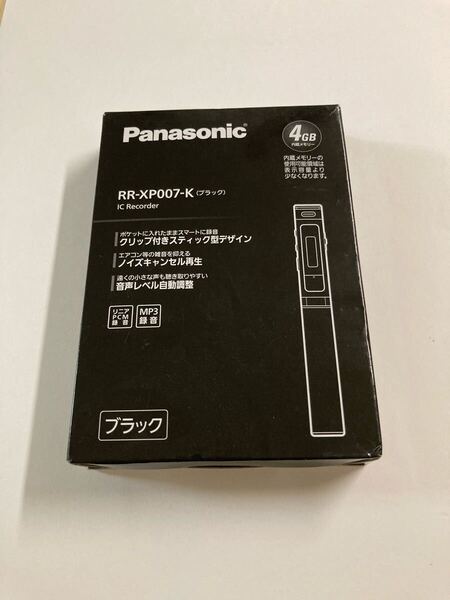 Panasonic
4GB
内蔵メモリー
内蔵メモリーの
使用可能領域は
表示容量より
少なくなります。
RR-XP007-K(ブラック)
IC Recorder
ポケットに入れたままスマートに録音
クリップ付きスティック型デザイン
エアコン等の雑音を抑える
ノイズキャンセル再生
遠くの小さな声も聴き取りやすい
音声レベル自動調整
リニア
PCM
録音
MP3
録音
ブラック